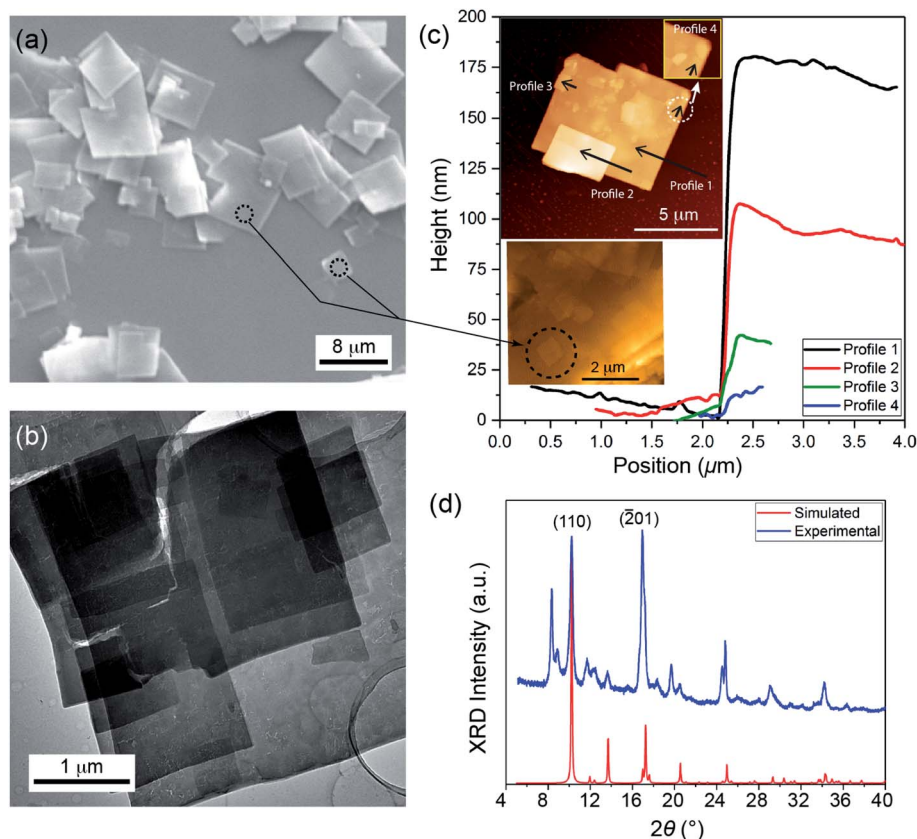 (a)
8 μm
(b)
1 μm
(c)
Height (nm)
200
175
150
125
100
75
50
25
0
0.0 0.5 1.0 1.5 2.0 2.5 3.0 3.5 4.0
Position (μm)
Profile 4
Profile 3
Profile 2
Profile 1
5 μm
2 μm
Profile 1
Profile 2
Profile 3
Profile 4
(d)
XRD Intensity (a.u.)
(110)
(2̅01)
Simulated
Experimental
4 8 12 16 20 24 28 32 36 40
2θ (°)